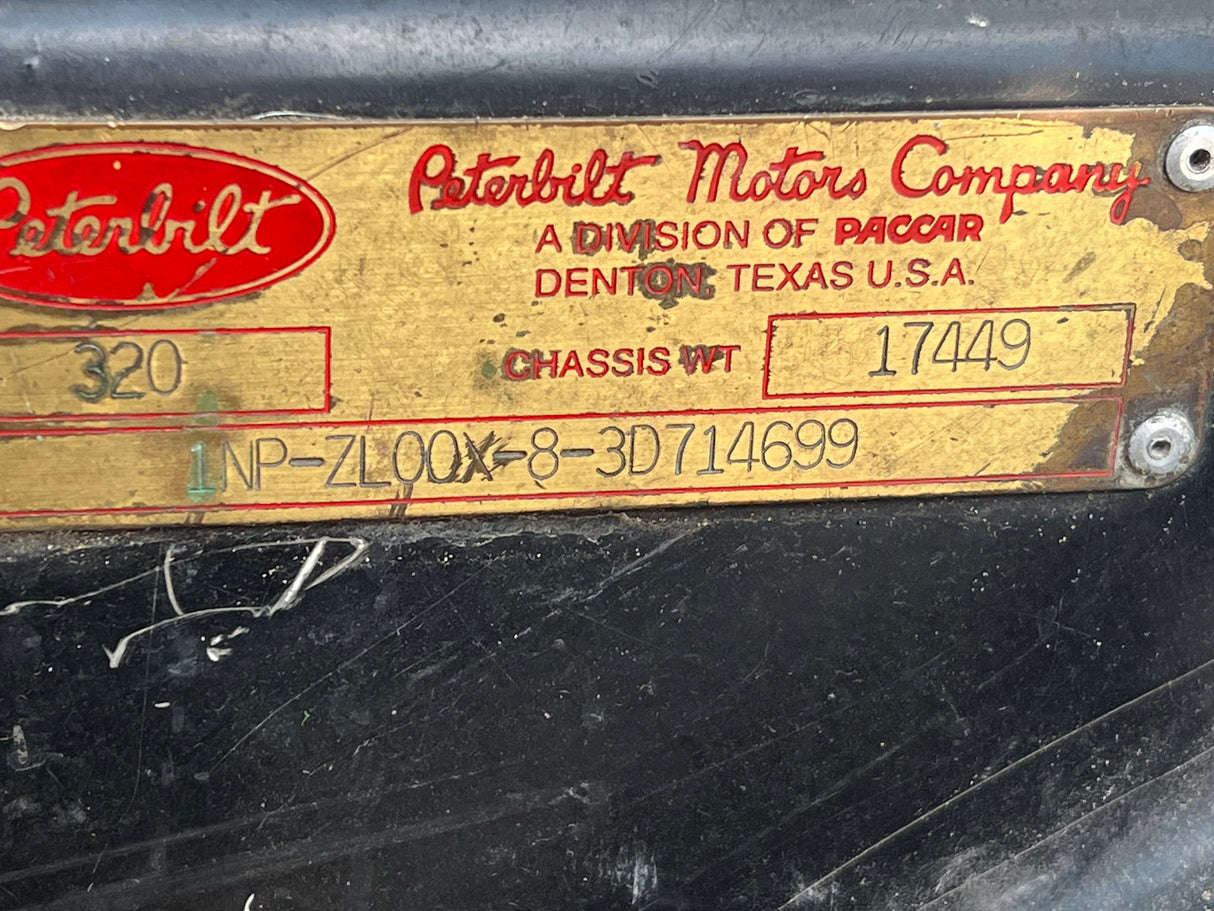 Peterbilt
Peterbilt Motors Company
A DIVISION OF PACCAR
DENTON, TEXAS U.S.A.
320 CHASSIS WT 17449
1NP-ZL00X-8-3D714699